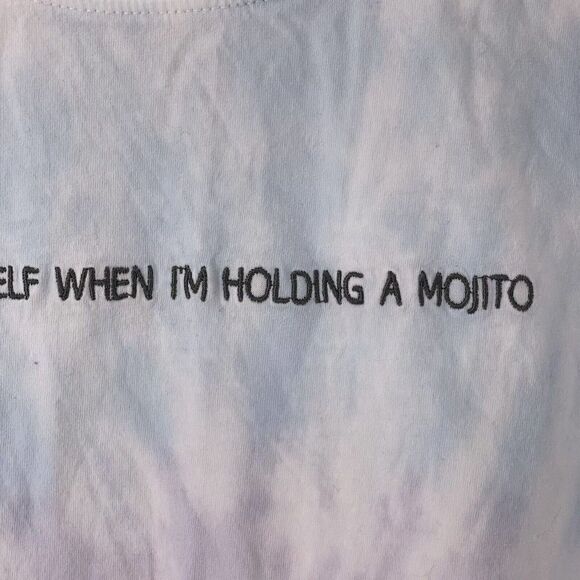 ELF WHEN I'M HOLDING A MOJITO